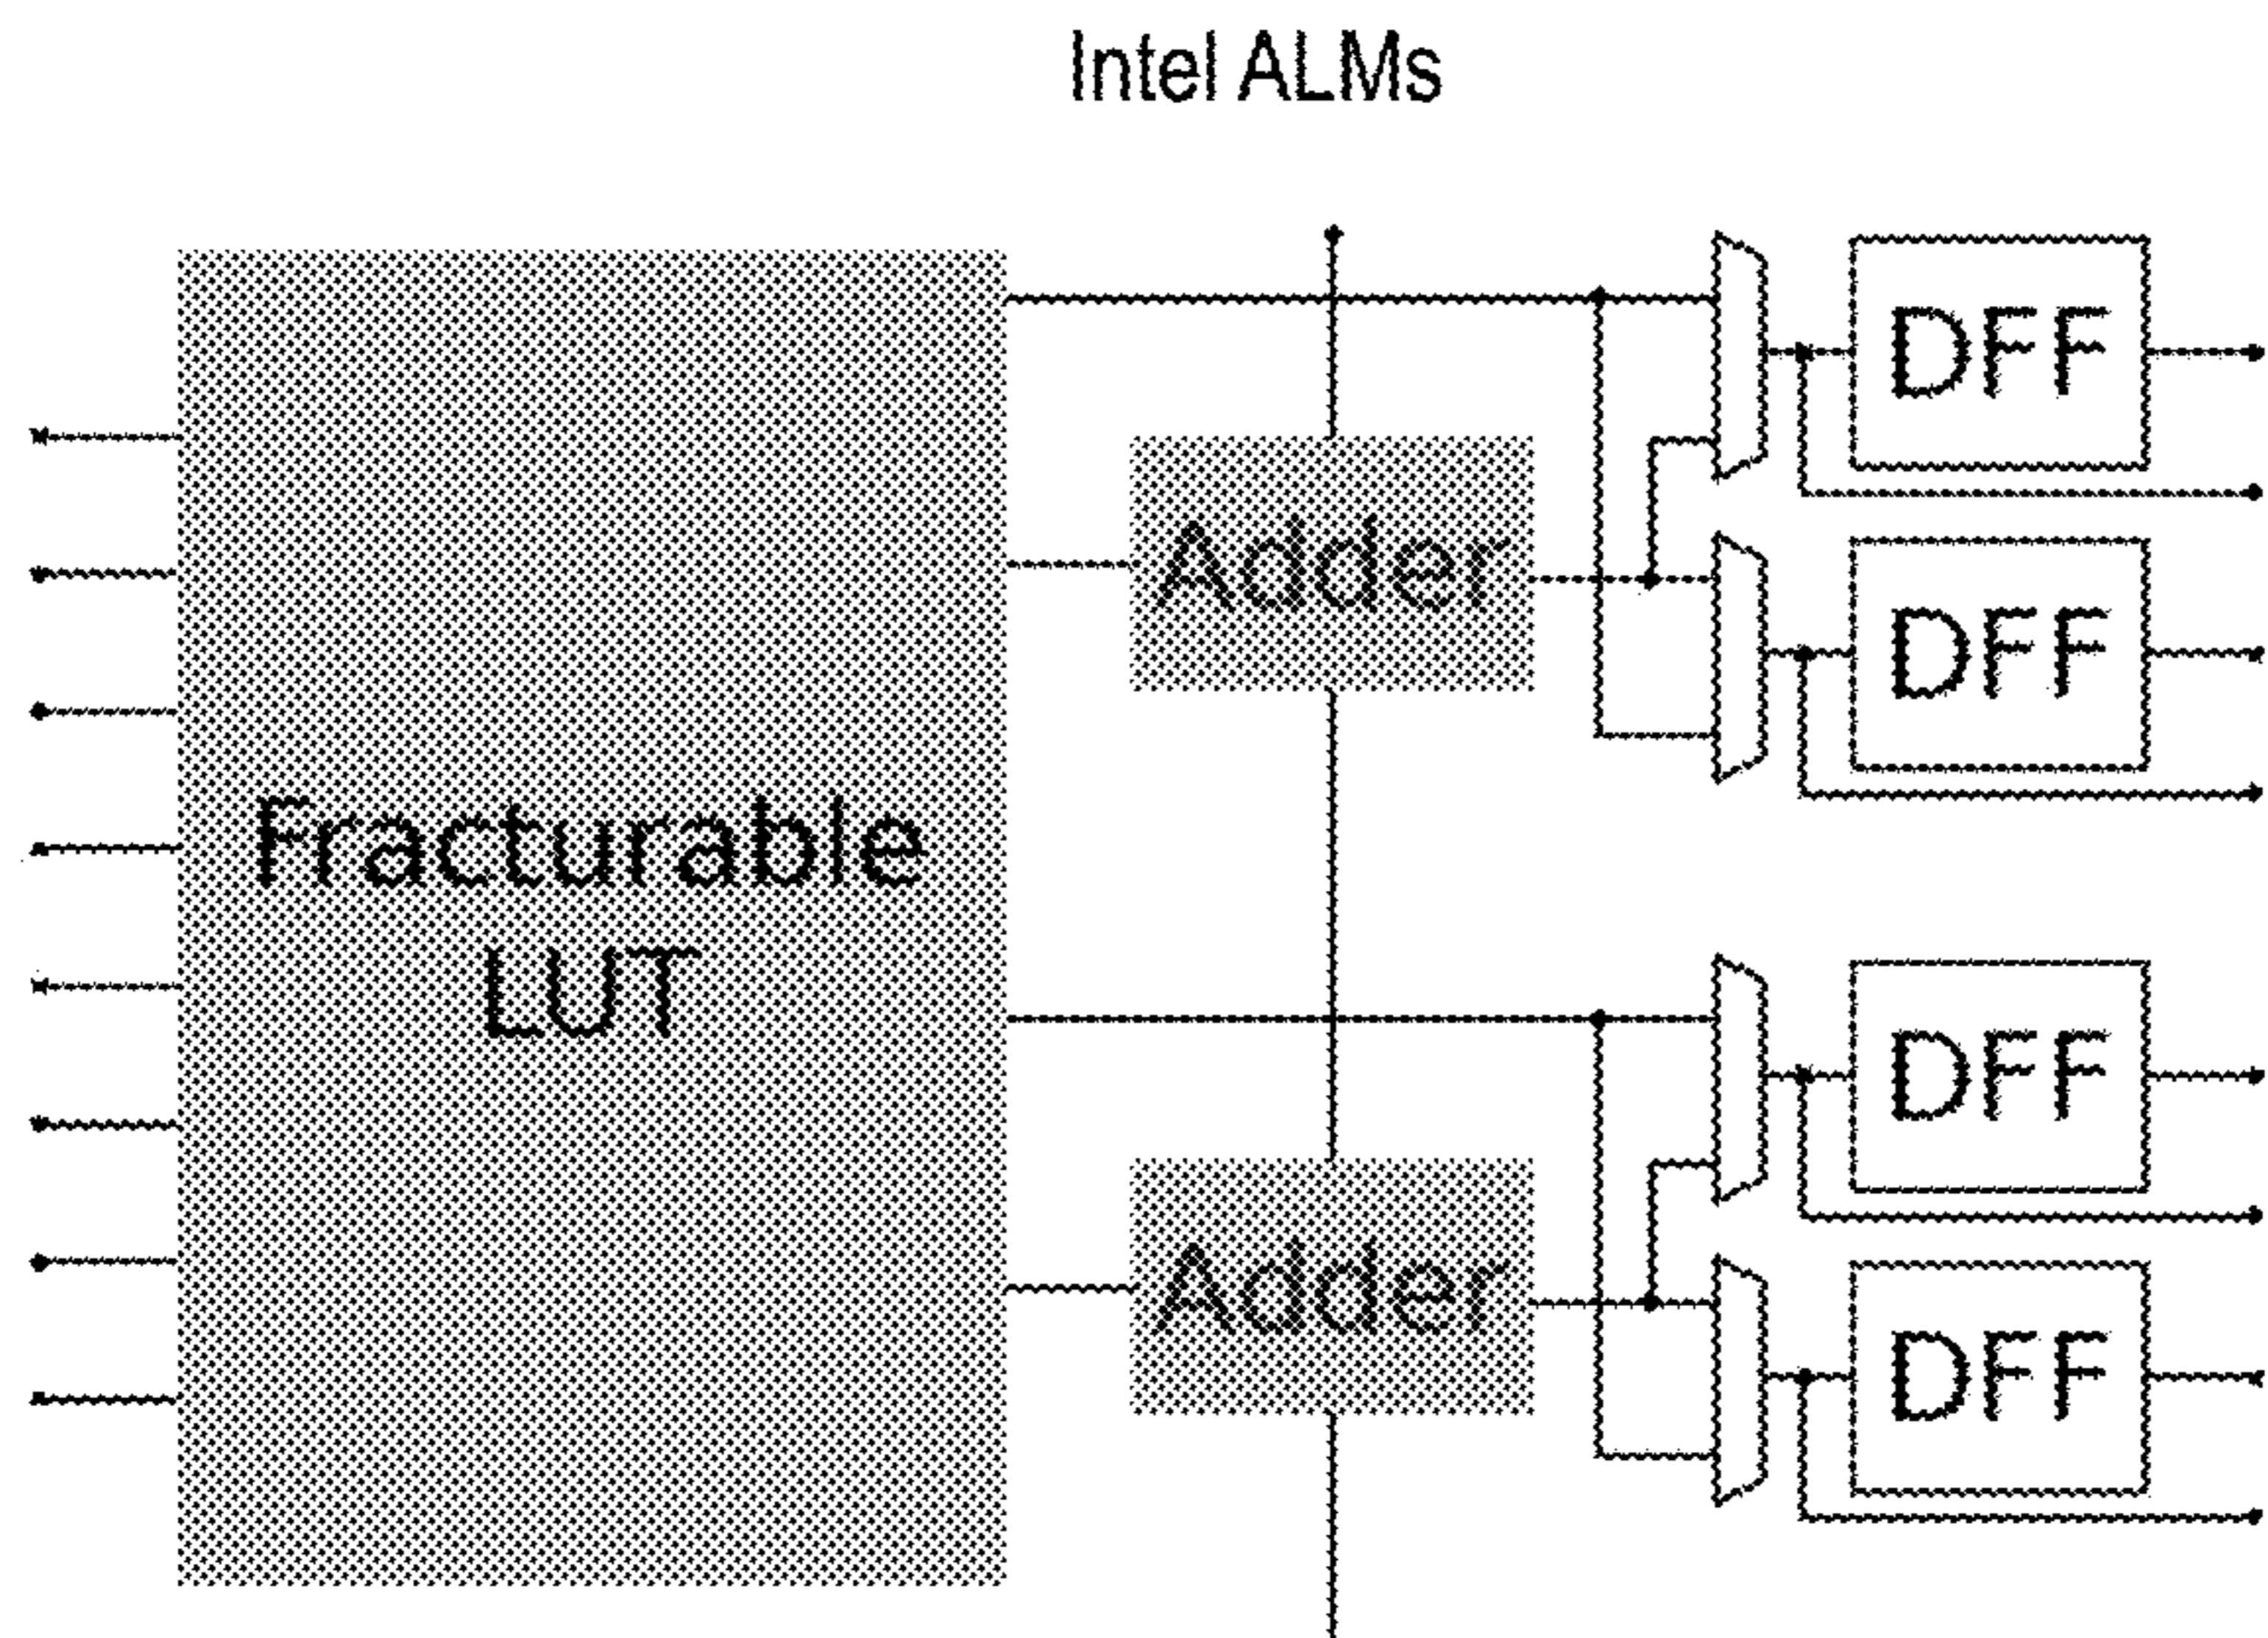 Intel ALMs
DFF
Adder
DFF
Fracturable
LUT
DFF
Adder
DFF